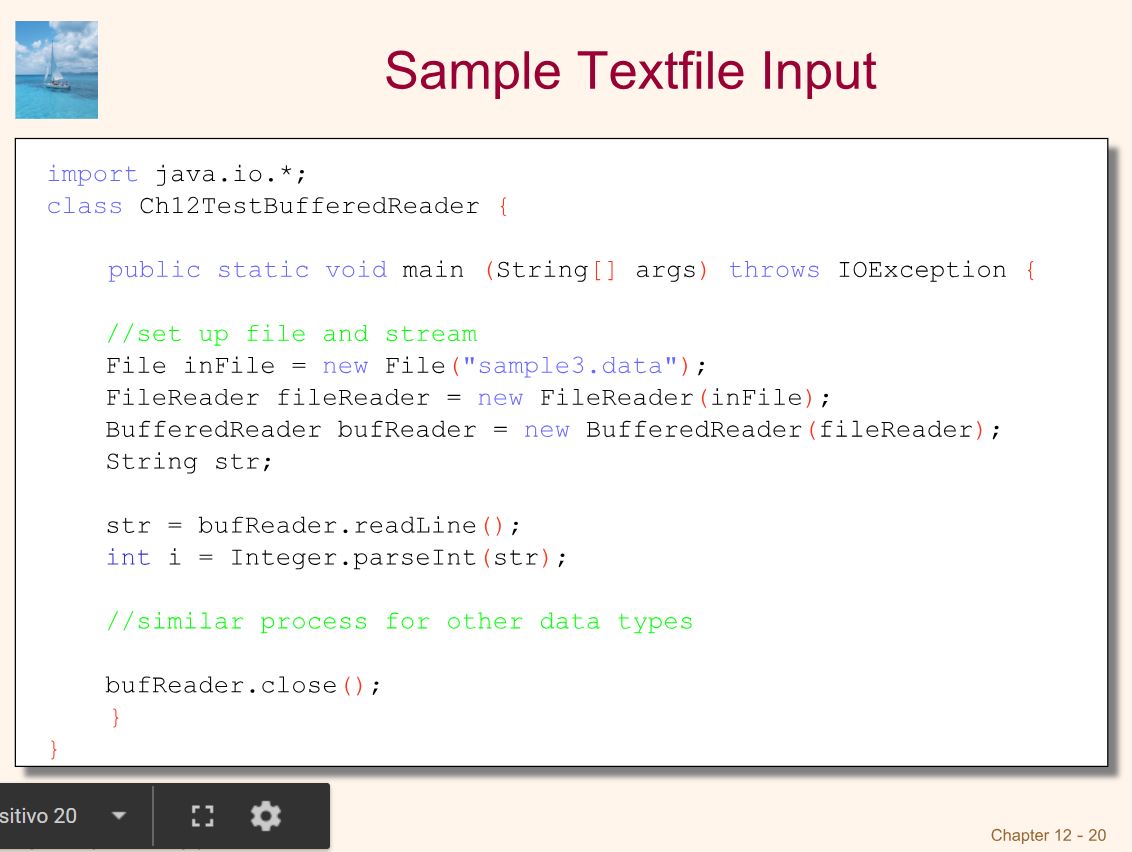 Sample Textfile Input
import java.io.*;
class Ch12TestBufferedReader {
public static void main (String[] args) throws IOException {
//set up file and stream
File inFile = new File("sample3.data");
FileReader fileReader = new FileReader(inFile);
BufferedReader bufReader = new BufferedReader(fileReader);
String str;
str = bufReader.readLine();
int i = Integer.parseInt(str);
//similar process for other data types
bufReader.close();
}
}
sitivo 20
Chapter 12 - 20